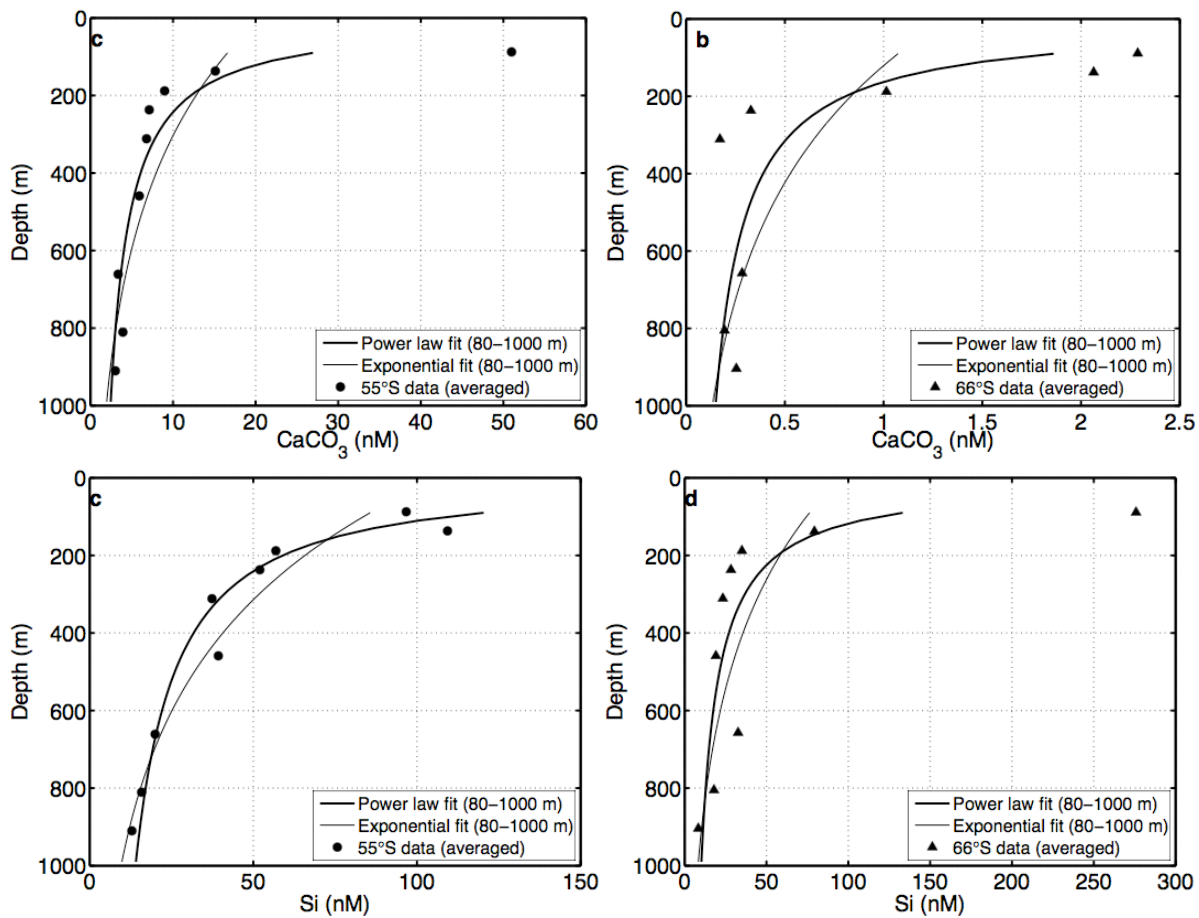 c
0
200
400
600
800
1000
Depth (m)
Power law fit (80–1000 m)
Exponential fit (80–1000 m)
55°S data (averaged)
0 10 20 30 40 50 60
CaCO3 (nM)
b
0
200
400
600
800
1000
Depth (m)
Power law fit (80–1000 m)
Exponential fit (80–1000 m)
66°S data (averaged)
0 0.5 1 1.5 2 2.5
CaCO3 (nM)
c
0
200
400
600
800
1000
Depth (m)
Power law fit (80–1000 m)
Exponential fit (80–1000 m)
55°S data (averaged)
0 50 100 150
Si (nM)
d
0
200
400
600
800
1000
Depth (m)
Power law fit (80–1000 m)
Exponential fit (80–1000 m)
66°S data (averaged)
0 50 100 150 200 250 300
Si (nM)